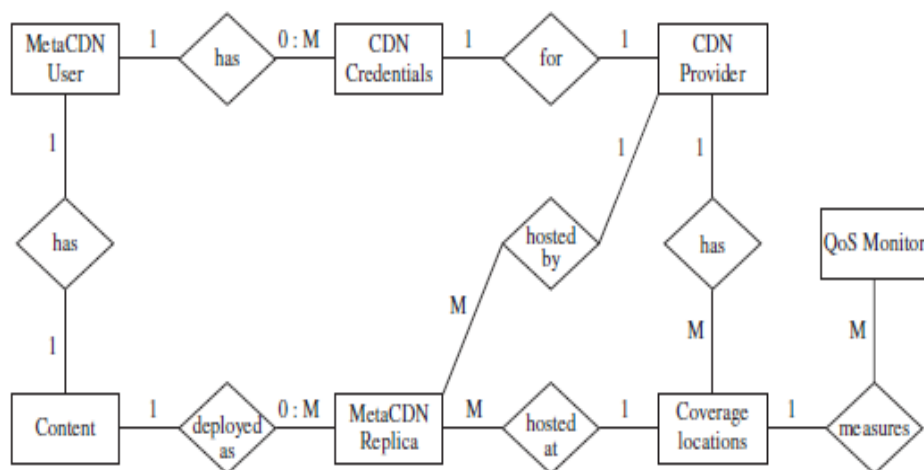 MetaCDN
User
1
has
0 : M
CDN
Credentials
1
for
1
CDN
Provider
1
1
1
has
hosted
by
has
QoS Monitor
M
M
M
1
Content
1
deployed
as
0 : M
MetaCDN
Replica
M
hosted
at
1
Coverage
locations
1
measures